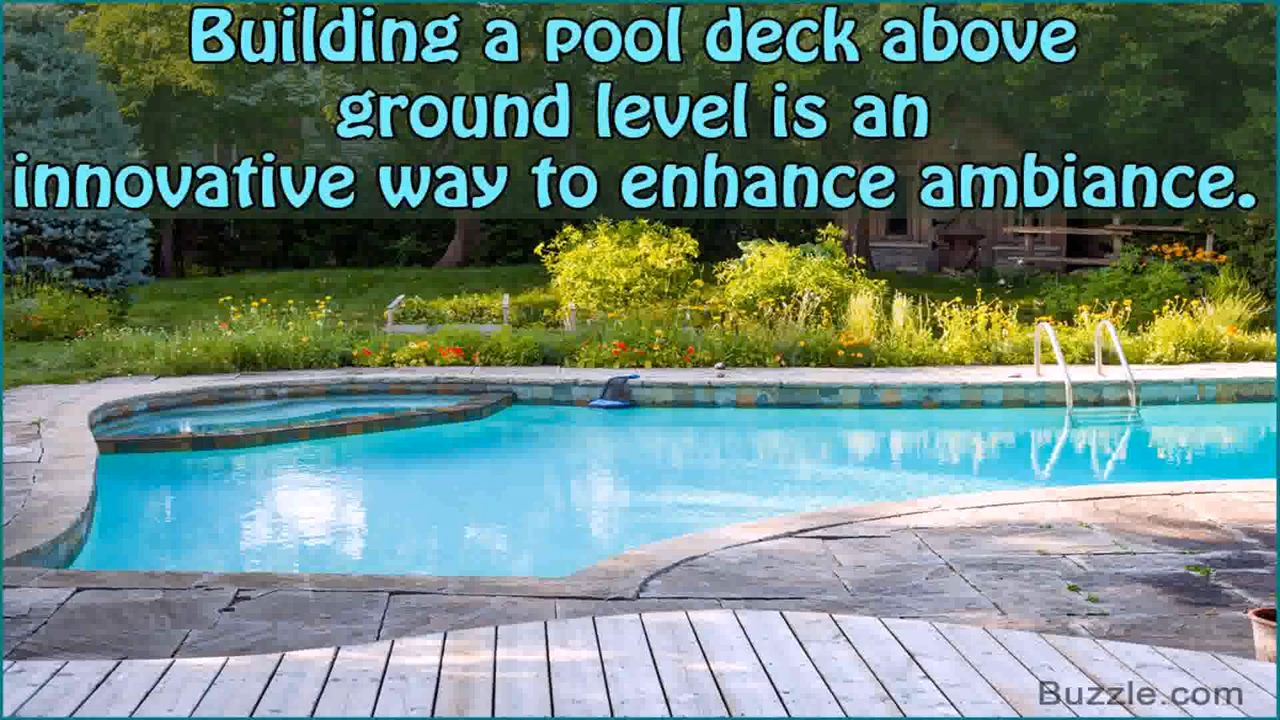 Building a pool deck above
ground level is an
innovative way to enhance ambiance.
Buzzle.com